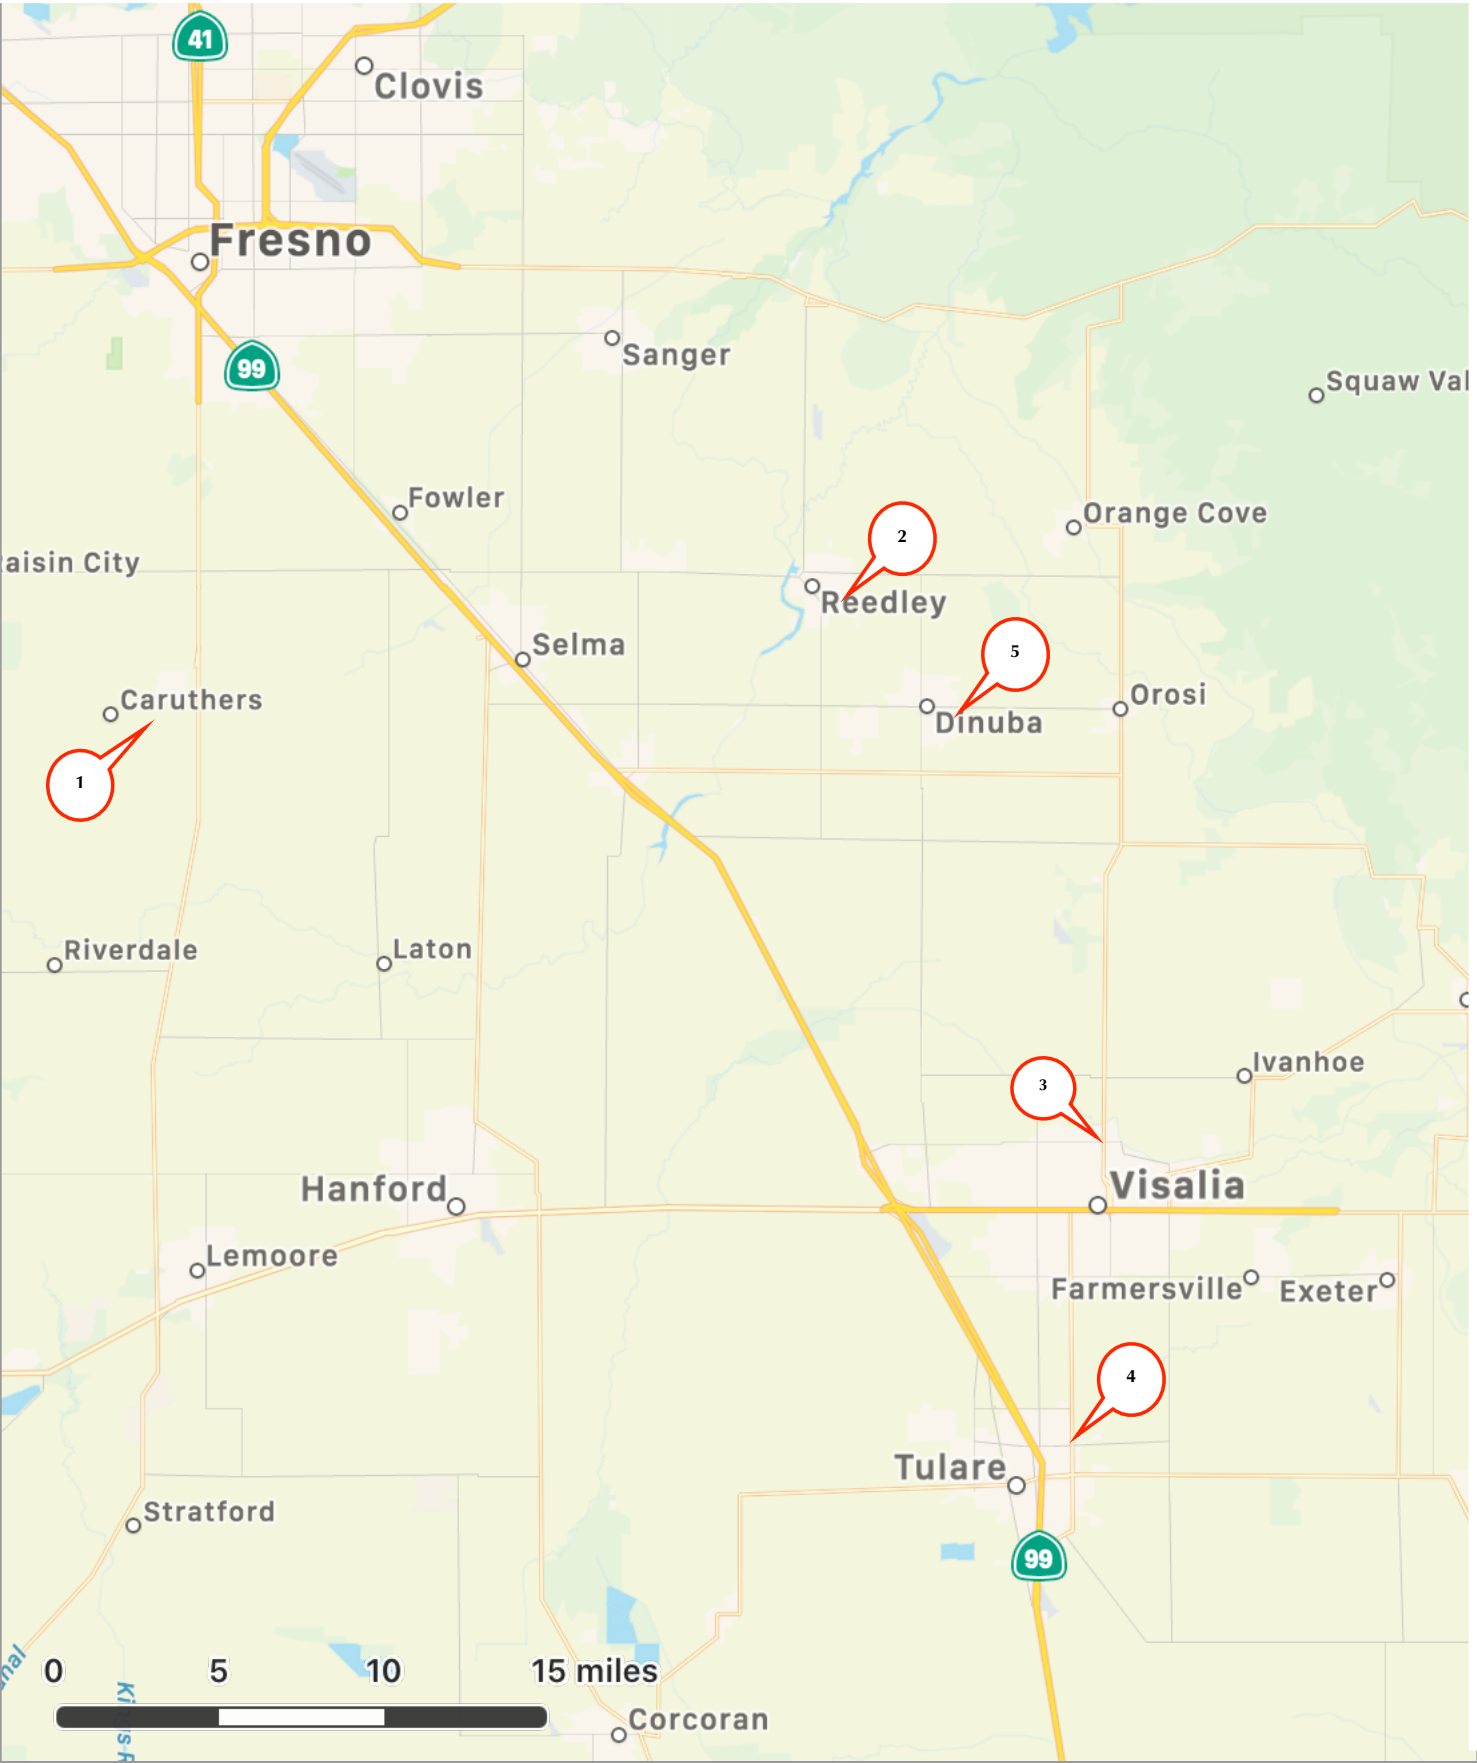 41
Clovis
Fresno
99
Sanger
Squaw Val
Fowler
2
Orange Cove
aisin City
Reedley
5
Selma
Caruthers
Orosi
Dinuba
1
Riverdale
Laton
Ivanhoe
3
Hanford
Visalia
Lemoore
Farmersville
Exeter
4
Tulare
Stratford
99
nal
0 5 10 15 miles
Kings R
Corcoran